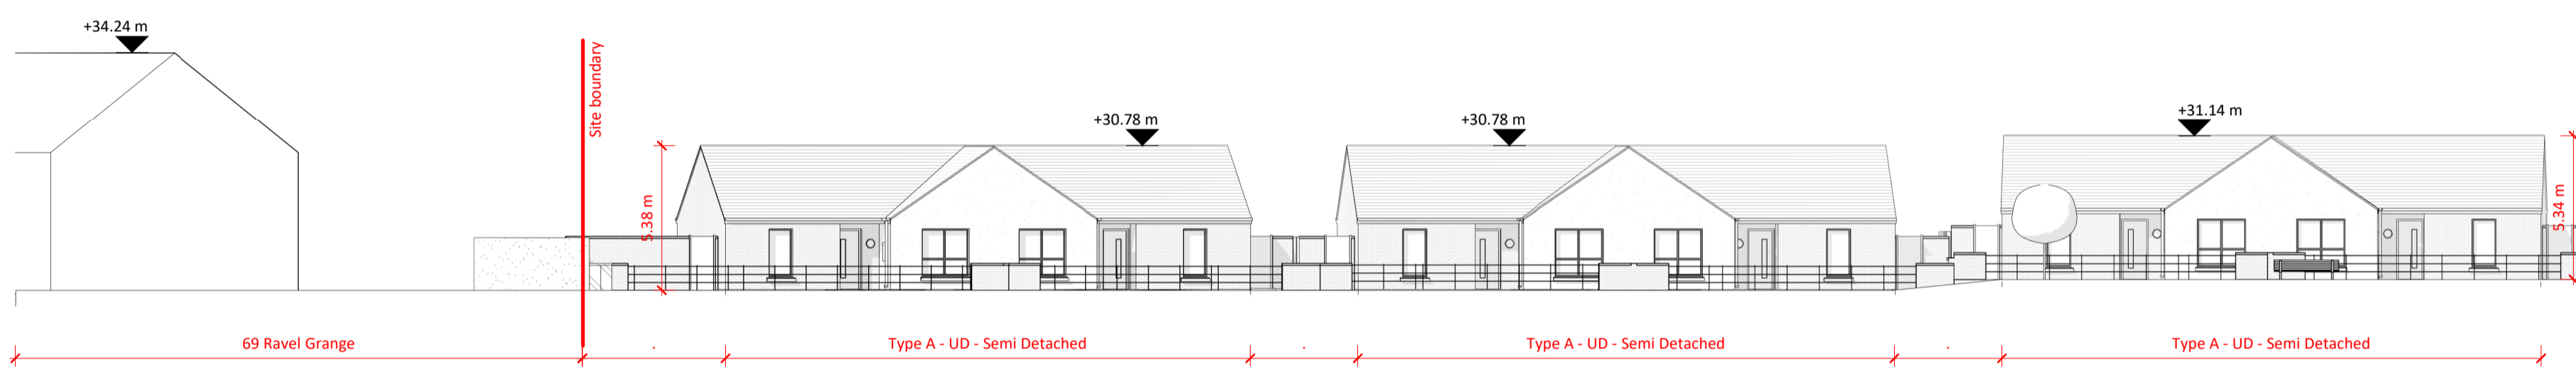 +34.24 m
Site boundary
+30.78 m
+30.78 m
+31.14 m
5.38 m
5.34 m
69 Ravel Grange
.
Type A - UD - Semi Detached
.
Type A - UD - Semi Detached
.
Type A - UD - Semi Detached